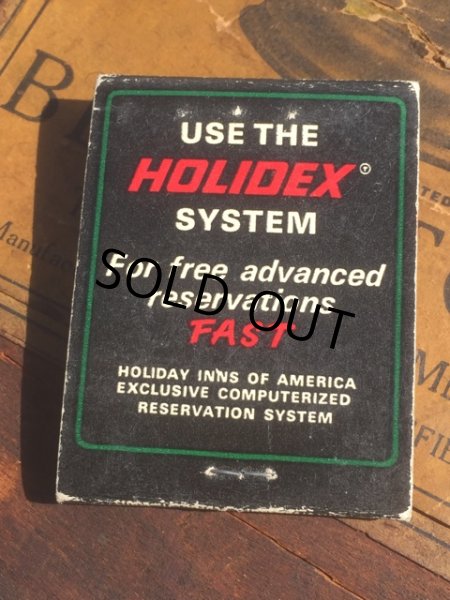 USE THE
HOLIDEX®
SYSTEM
For free advanced
reservations
FAST
SOLD OUT
HOLIDAY INNS OF AMERICA
EXCLUSIVE COMPUTERIZED
RESERVATION SYSTEM